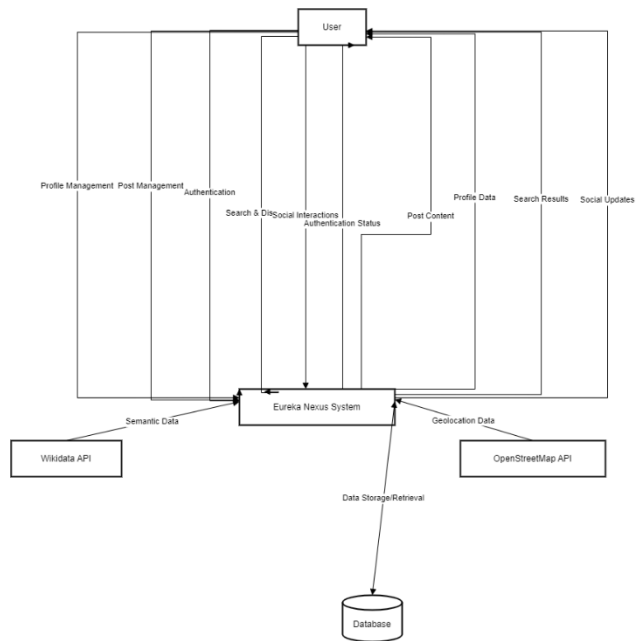 User
Profile Management
Post Management
Authentication
Search & Dis
Social Interactions
Authentication Status
Post Content
Profile Data
Search Results
Social Updates
Eureka Nexus System
Semantic Data
Geolocation Data
Wikidata API
OpenStreetMap API
Data Storage/Retrieval
Database